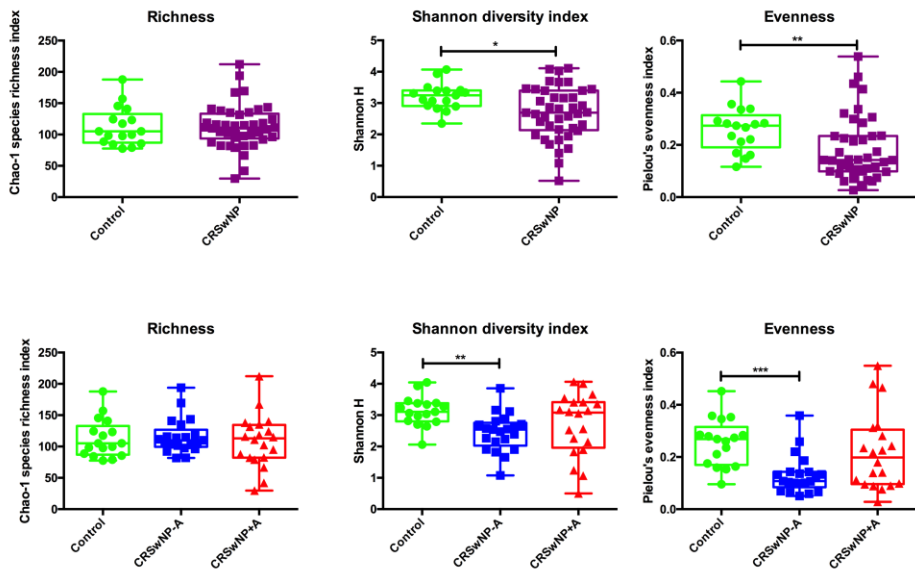 Richness
Chao-1 species richness index
250
200
150
100
50
0
Control
CRSwNP
Shannon diversity index
Shannon H
5
4
3
2
1
0
*
Control
CRSwNP
Evenness
Pielou's evenness index
0.6
0.4
0.2
0.0
**
Control
CRSwNP
Richness
Chao-1 species richness index
250
200
150
100
50
0
Control
CRSwNP-A
CRSwNP+A
Shannon diversity index
Shannon H
5
4
3
2
1
0
**
Control
CRSwNP-A
CRSwNP+A
Evenness
Pielou's evenness index
0.6
0.4
0.2
0.0
***
Control
CRSwNP-A
CRSwNP+A